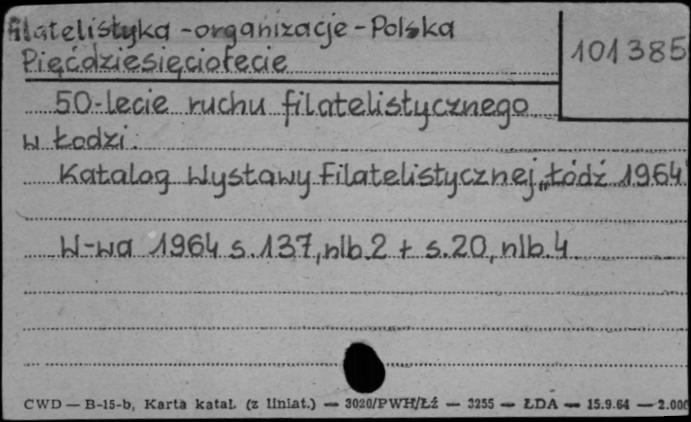 filatelistyka - organizacje - Polska
101385
Pięćdziesięciolecie
50-lecie ruchu filatelistycznego
w Łodzi.
Katalog Wystawy Filatelistycznej „Łódź 1964
W-wa 1964 s.137, nlb.2 + s.20, nlb.4
CWD — B-15-b, Karta katal. (z liniat.) — 3020/PWH/Łź — 3255 — ŁDA — 15.9.64 — 2.000